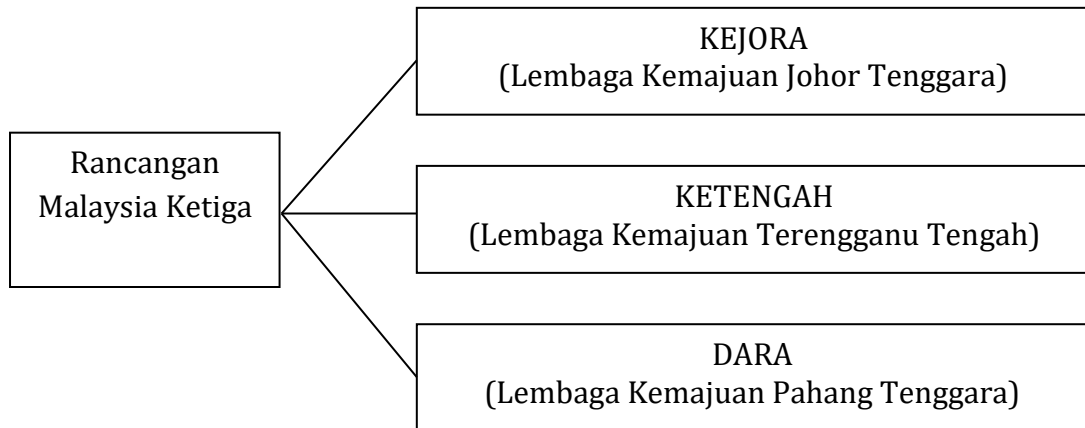 Rancangan
Malaysia Ketiga
KEJORA
(Lembaga Kemajuan Johor Tenggara)
KETENGAH
(Lembaga Kemajuan Terengganu Tengah)
DARA
(Lembaga Kemajuan Pahang Tenggara)